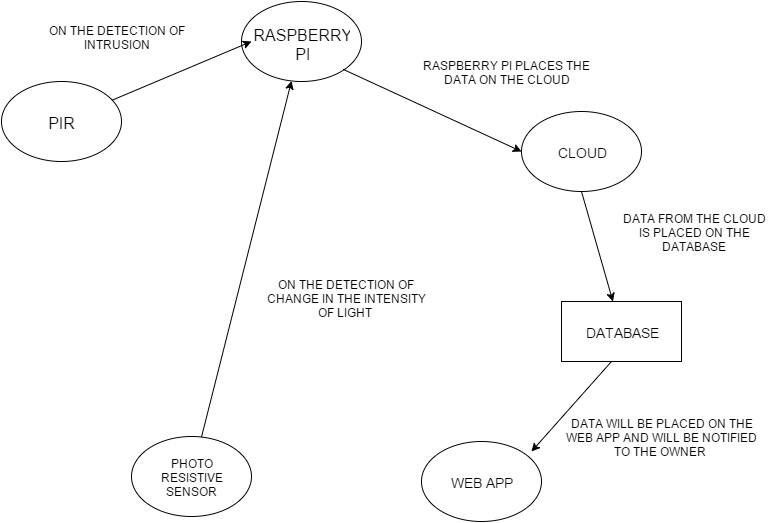 ON THE DETECTION OF
INTRUSION
RASPBERRY
PI
RASPBERRY PI PLACES THE
DATA ON THE CLOUD
PIR
CLOUD
DATA FROM THE CLOUD
IS PLACED ON THE
DATABASE
ON THE DETECTION OF
CHANGE IN THE INTENSITY
OF LIGHT
DATABASE
DATA WILL BE PLACED ON THE
WEB APP AND WILL BE NOTIFIED
TO THE OWNER
PHOTO
RESISTIVE
SENSOR
WEB APP